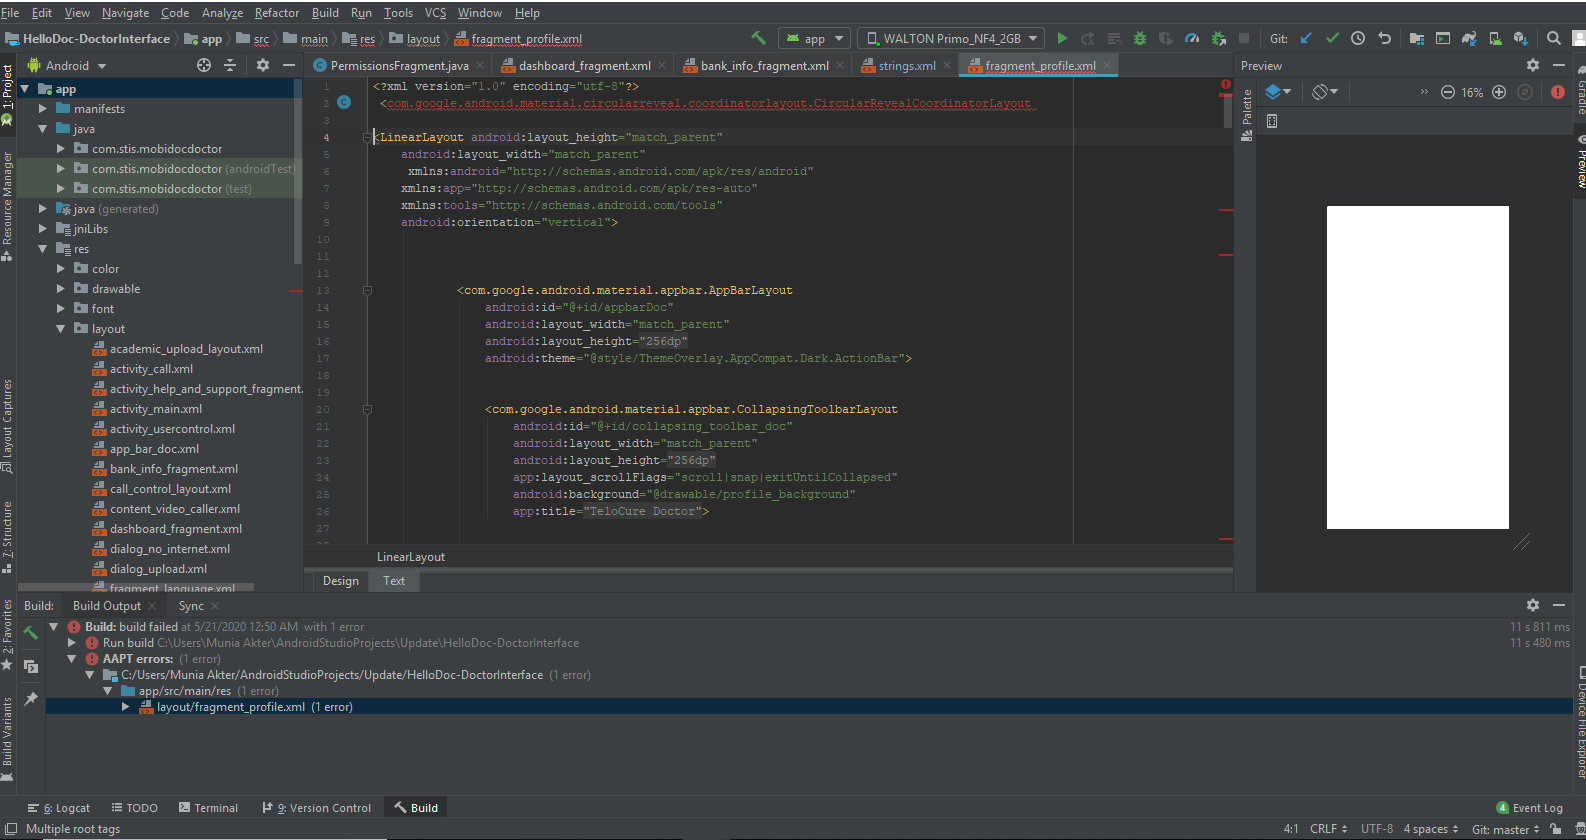 File Edit View Navigate Code Analyze Refactor Build Run Tools VCS Window Help
HelloDoc-DoctorInterface app src main res layout fragment_profile.xml app WALTON Primo_NF4_2GB Git:
Android PermissionsFragment.java dashboard_fragment.xml bank_info_fragment.xml strings.xml fragment_profile.xml Preview
1: Project
Resource Manager
Layout Captures
7: Structure
2: Favorites
Build Variants
app
manifests
java
com.stis.mobidocdoctor
com.stis.mobidocdoctor (androidTest)
com.stis.mobidocdoctor (test)
java (generated)
jniLibs
res
color
drawable
font
layout
academic_upload_layout.xml
activity_call.xml
activity_help_and_support_fragment.
activity_main.xml
activity_usercontrol.xml
app_bar_doc.xml
bank_info_fragment.xml
call_control_layout.xml
content_video_caller.xml
dashboard_fragment.xml
dialog_no_internet.xml
dialog_upload.xml
fragment_language.xml
1 <?xml version="1.0" encoding="utf-8"?>
2 <com.google.android.material.circularreveal.coordinatorlayout.CircularRevealCoordinatorLayout
3
4 <LinearLayout android:layout_height="match_parent"
5 android:layout_width="match_parent"
6 xmlns:android="http://schemas.android.com/apk/res/android"
7 xmlns:app="http://schemas.android.com/apk/res-auto"
8 xmlns:tools="http://schemas.android.com/tools"
9 android:orientation="vertical">
10
11
12
13 <com.google.android.material.appbar.AppBarLayout
14 android:id="@+id/appbarDoc"
15 android:layout_width="match_parent"
16 android:layout_height="256dp"
17 android:theme="@style/ThemeOverlay.AppCompat.Dark.ActionBar">
18
19
20 <com.google.android.material.appbar.CollapsingToolbarLayout
21 android:id="@+id/collapsing_toolbar_doc"
22 android:layout_width="match_parent"
23 android:layout_height="256dp"
24 app:layout_scrollFlags="scroll|snap|exitUntilCollapsed"
25 android:background="@drawable/profile_background"
26 app:title="TeloCure Doctor">
27
LinearLayout
Design Text
Palette
16%
Gradle
Preview
Device File Explorer
Build: Build Output Sync
Build: build failed at 5/21/2020 12:50 AM with 1 error 11 s 811 ms
Run build C:\Users\Munia Akter\AndroidStudioProjects\Update\HelloDoc-DoctorInterface 11 s 480 ms
AAPT errors: (1 error)
C:/Users/Munia Akter/AndroidStudioProjects/Update/HelloDoc-DoctorInterface (1 error)
app/src/main/res (1 error)
layout/fragment_profile.xml (1 error)
6: Logcat TODO Terminal 9: Version Control Build 4 Event Log
Multiple root tags 4:1 CRLF UTF-8 4 spaces Git: master